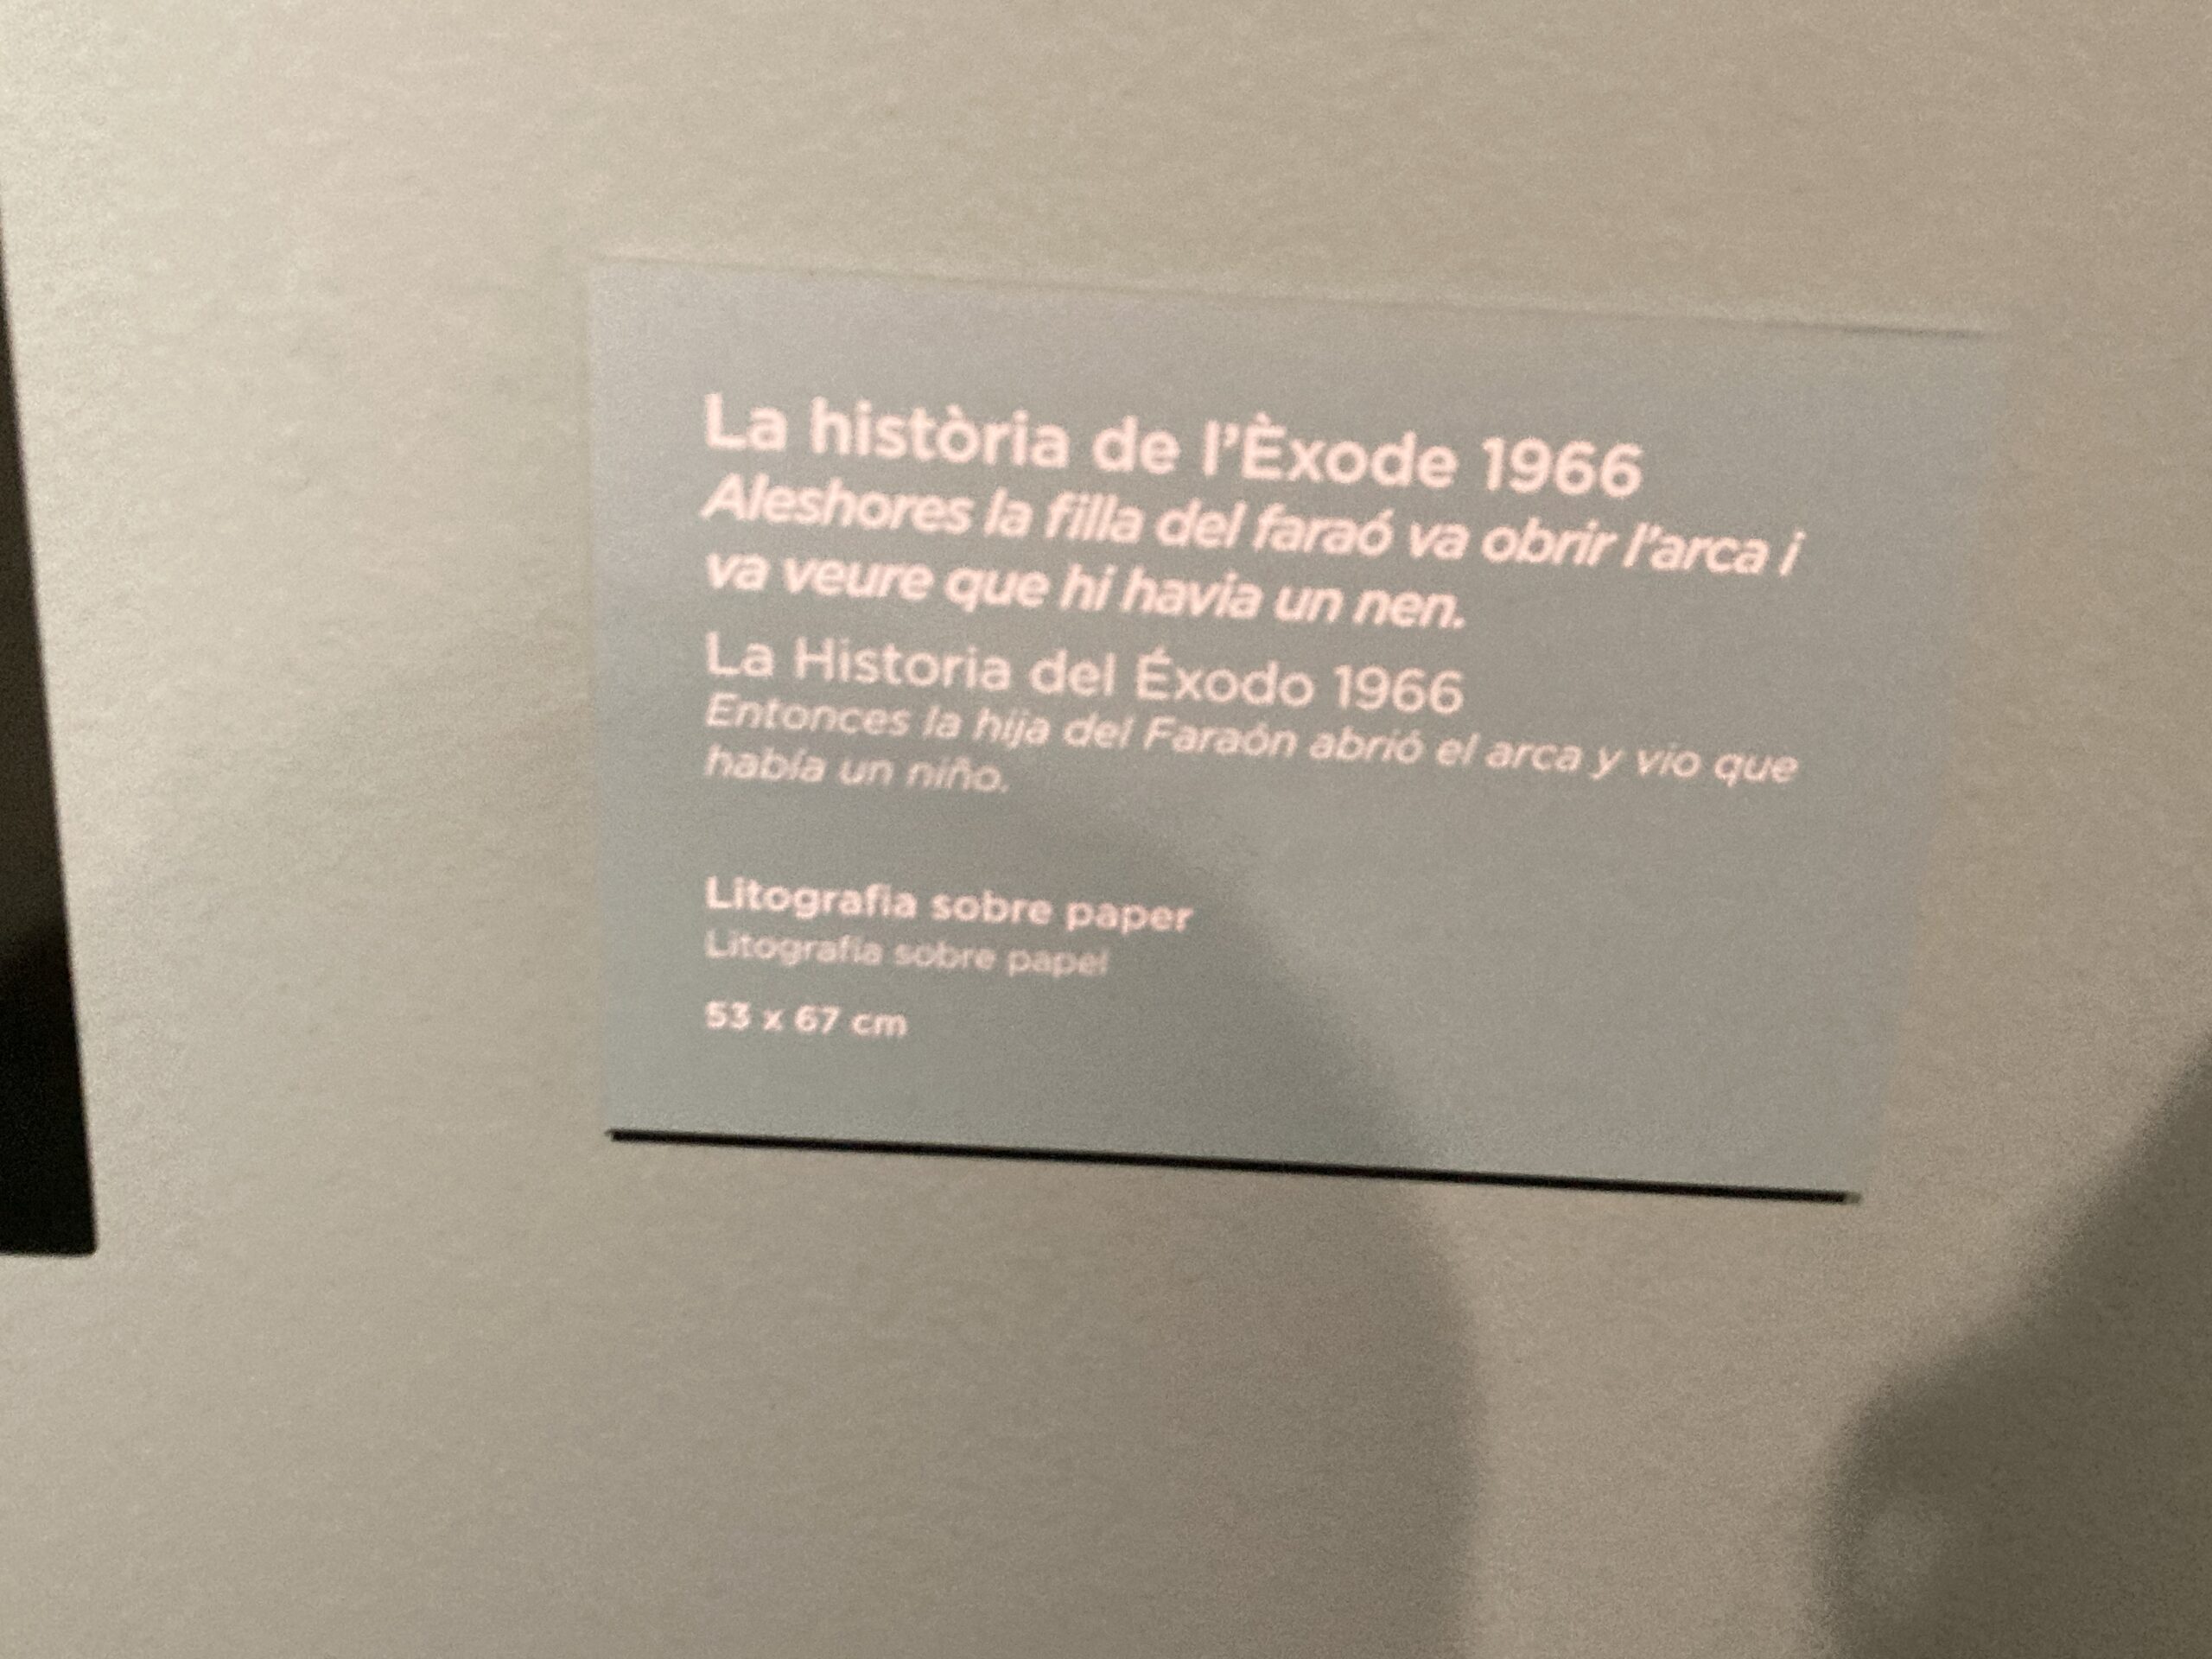 La història de l'Èxode 1966
Aleshores la filla del faraó va obrir l'arca i
va veure que hi havia un nen.
La Historia del Éxodo 1966
Entonces la hija del Faraón abrió el arca y vio que
había un niño.
Litografia sobre paper
Litografía sobre papel
53 x 67 cm